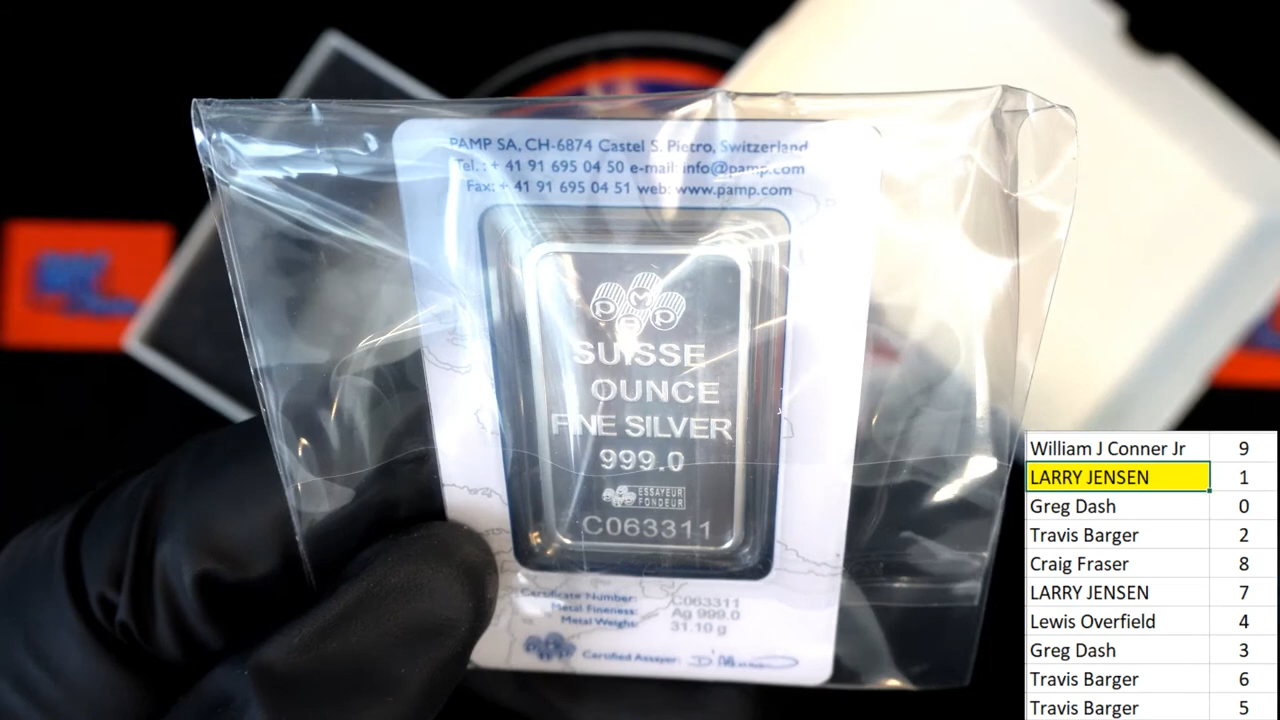 PAMP SA, CH-6874 Castel S. Pietro, Switzerland
Tel.: + 41 91 695 04 50 e-mail: info@pamp.com
Fax: + 41 91 695 04 51 web: www.pamp.com
PAMP
SUISSE
OUNCE
FINE SILVER
999.0
ESSAYEUR
FONDEUR
C063311
Certificate Number: C063311
Metal Fineness: Ag 999.0
Metal Weight: 31.10 g
Certified Assayer:
William J Conner Jr 9
LARRY JENSEN 1
Greg Dash 0
Travis Barger 2
Craig Fraser 8
LARRY JENSEN 7
Lewis Overfield 4
Greg Dash 3
Travis Barger 6
Travis Barger 5